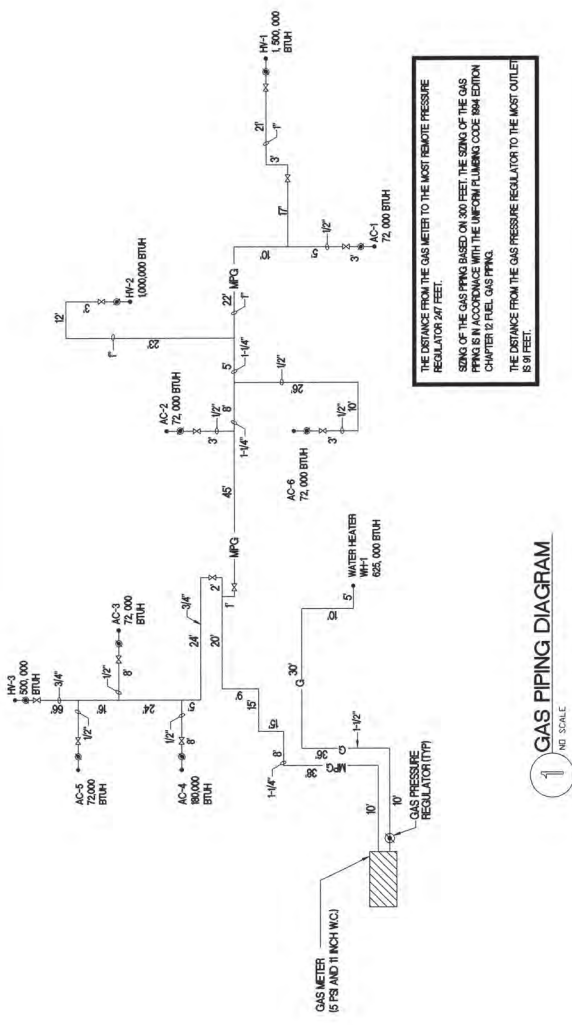 HV-1
1, 500, 000
BTUH
21'
1"
3'
17'
MPG
10'
5'
1/2"
3'
AC-1
72, 000 BTUH
HV-2
1,000,000 BTUH
2'
12'
1"
23'
22'
1"
5'
1-1/4"
8'
1-1/4"
1/2"
26'
10'
1/2"
3'
AC-6
72, 000 BTUH
AC-2
72, 000 BTUH
1/2"
3'
45'
MPG
HV-3
500, 000
BTUH
3/4"
66'
AC-3
72, 000
BTUH
1/2"
8'
16'
1/2"
AC-5
72,000
BTUH
24'
5'
1/2"
8'
AC-4
180,000
BTUH
3/4"
24'
2'
1'
20'
9'
15'
8'
1-1/4"
WATER HEATER
WH-1
625, 000 BTUH
5'
10'
30'
G
36'
G
1-1/2"
38'
MPG
10'
10'
GAS PRESSURE
REGULATOR (TYP)
GAS METER
(5 PSI AND 11 INCH W.C.)
THE DISTANCE FROM THE GAS METER TO THE MOST REMOTE PRESSURE
REGULATOR 247 FEET.
SIZING OF THE GAS PIPING BASED ON 300 FEET. THE SIZING OF THE GAS
PIPING IS IN ACCORDNACE WITH THE UNIFORM PLUMBING CODE 1994 EDITION
CHAPTER 12 FUEL GAS PIPING.
THE DISTANCE FROM THE GAS PRESSURE REGULATOR TO THE MOST OUTLET
IS 91 FEET.
1
GAS PIPING DIAGRAM
NO SCALE